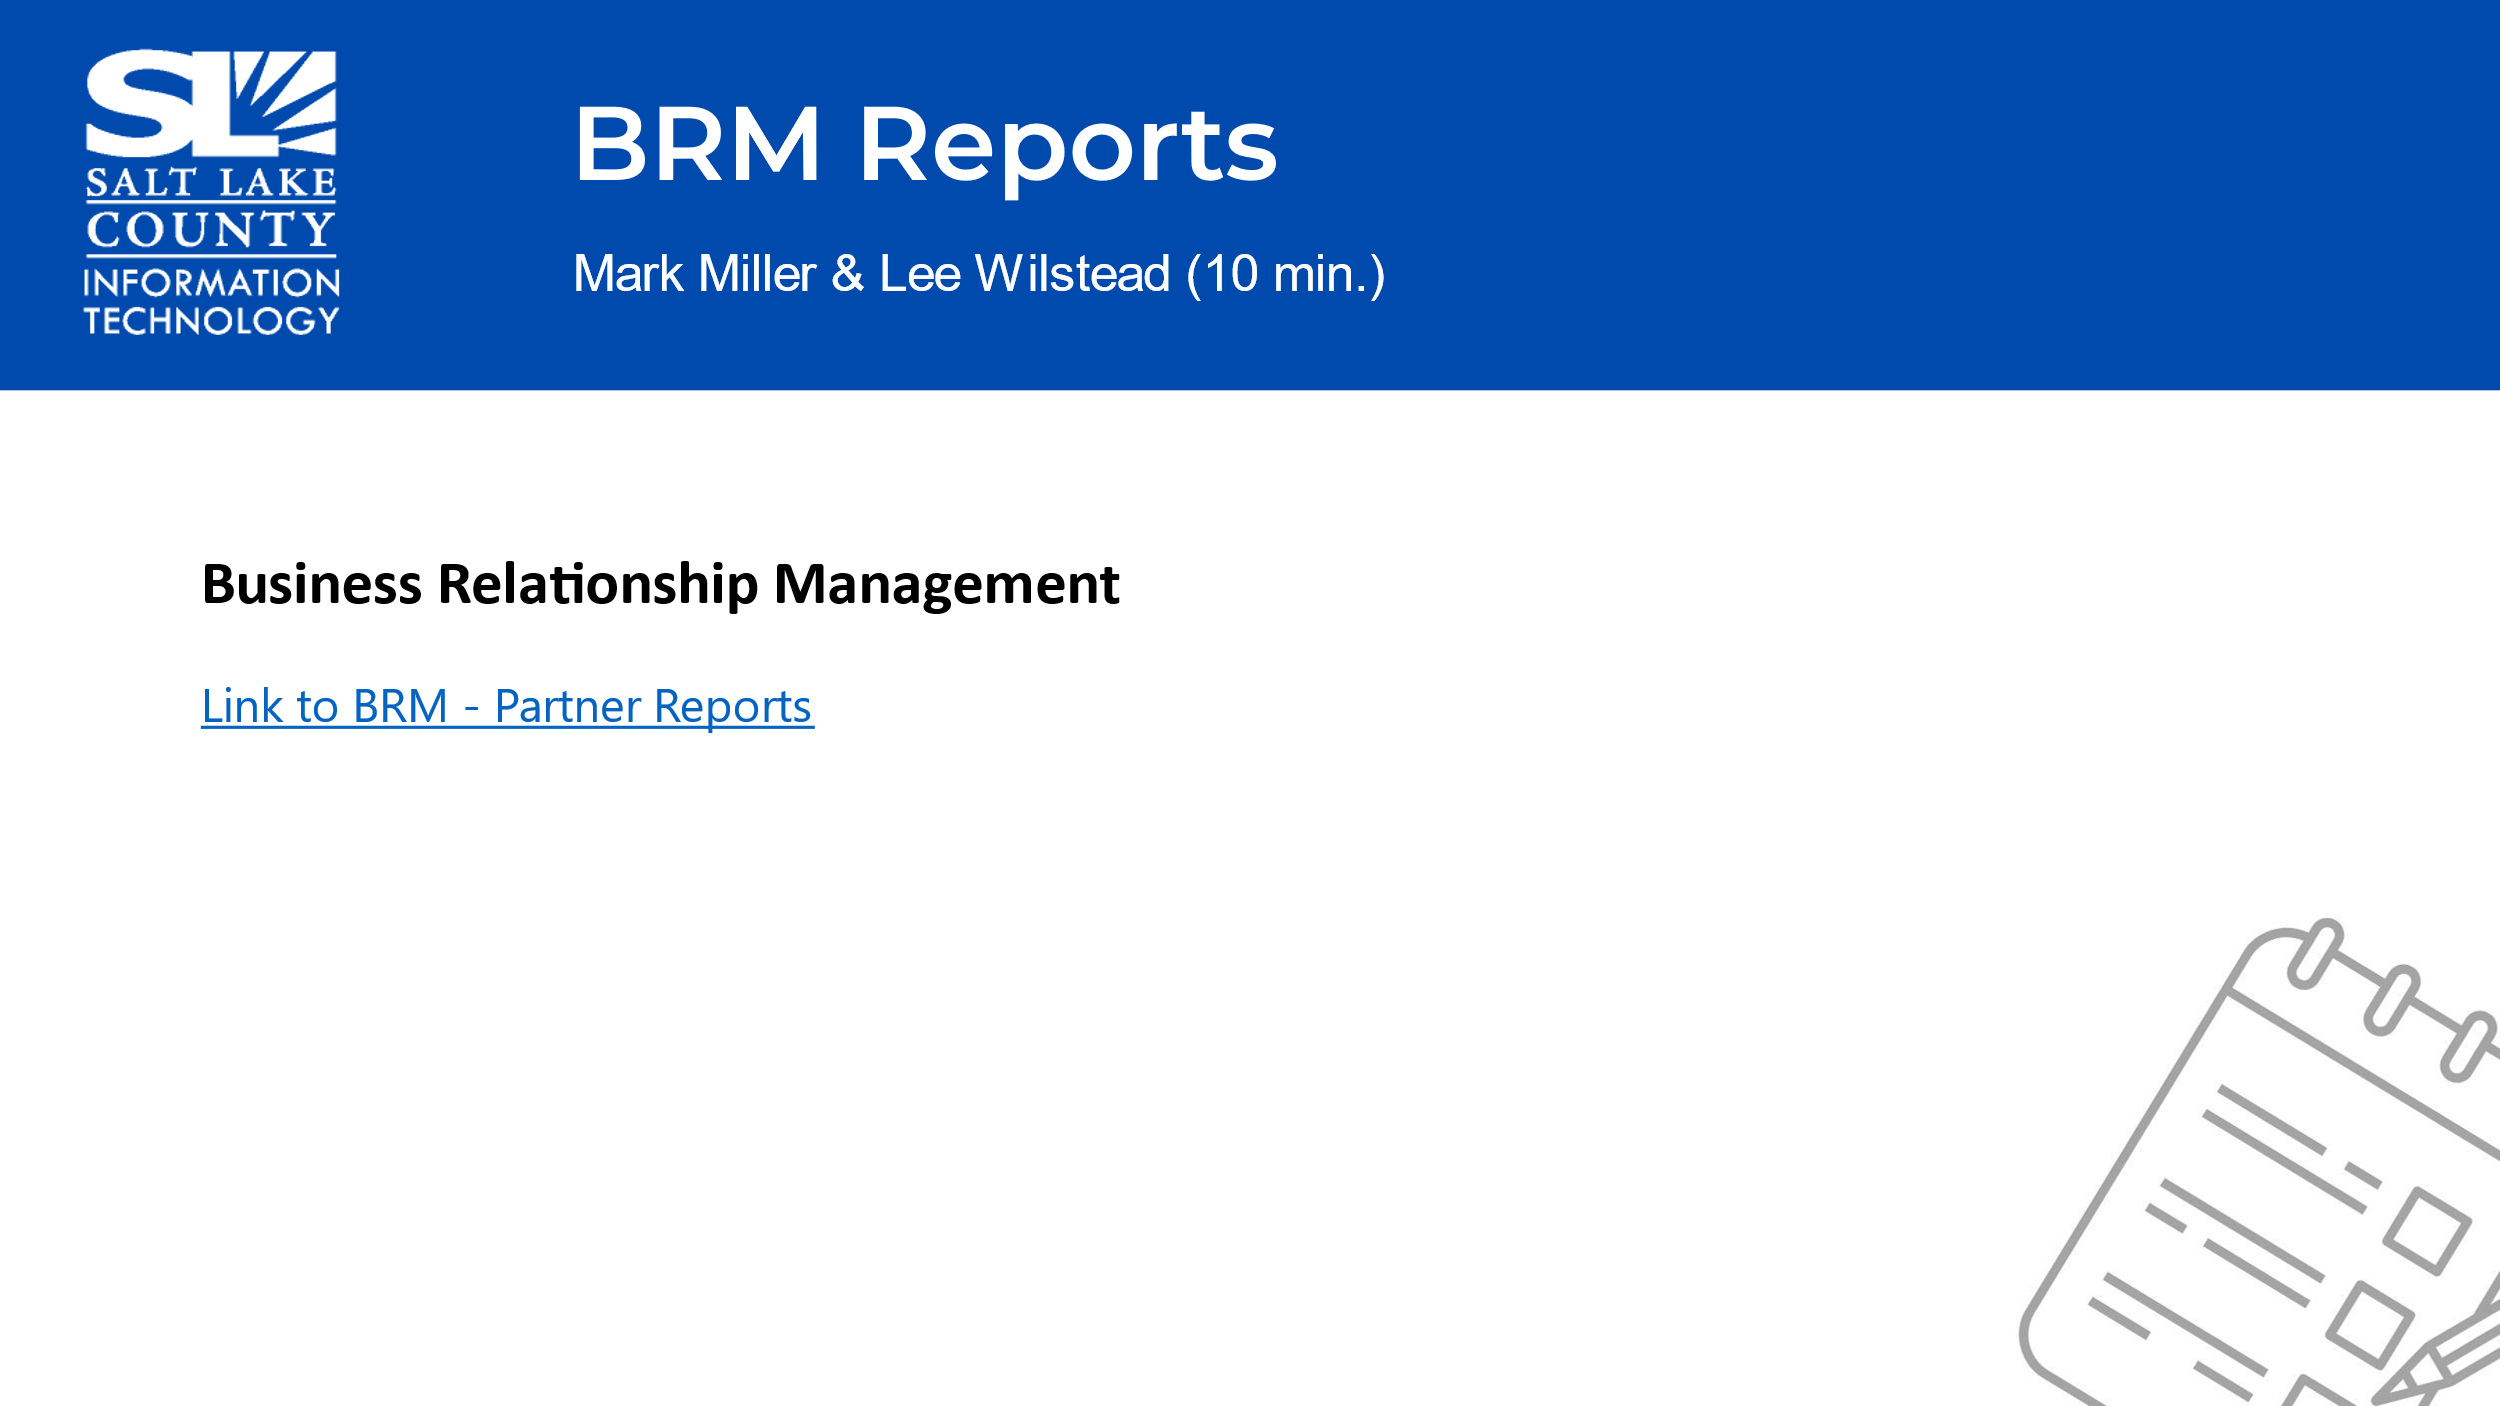 SL
SALT LAKE
COUNTY
INFORMATION
TECHNOLOGY
BRM Reports
Mark Miller & Lee Wilstead (10 min.)
Business Relationship Management
Link to BRM - Partner Reports